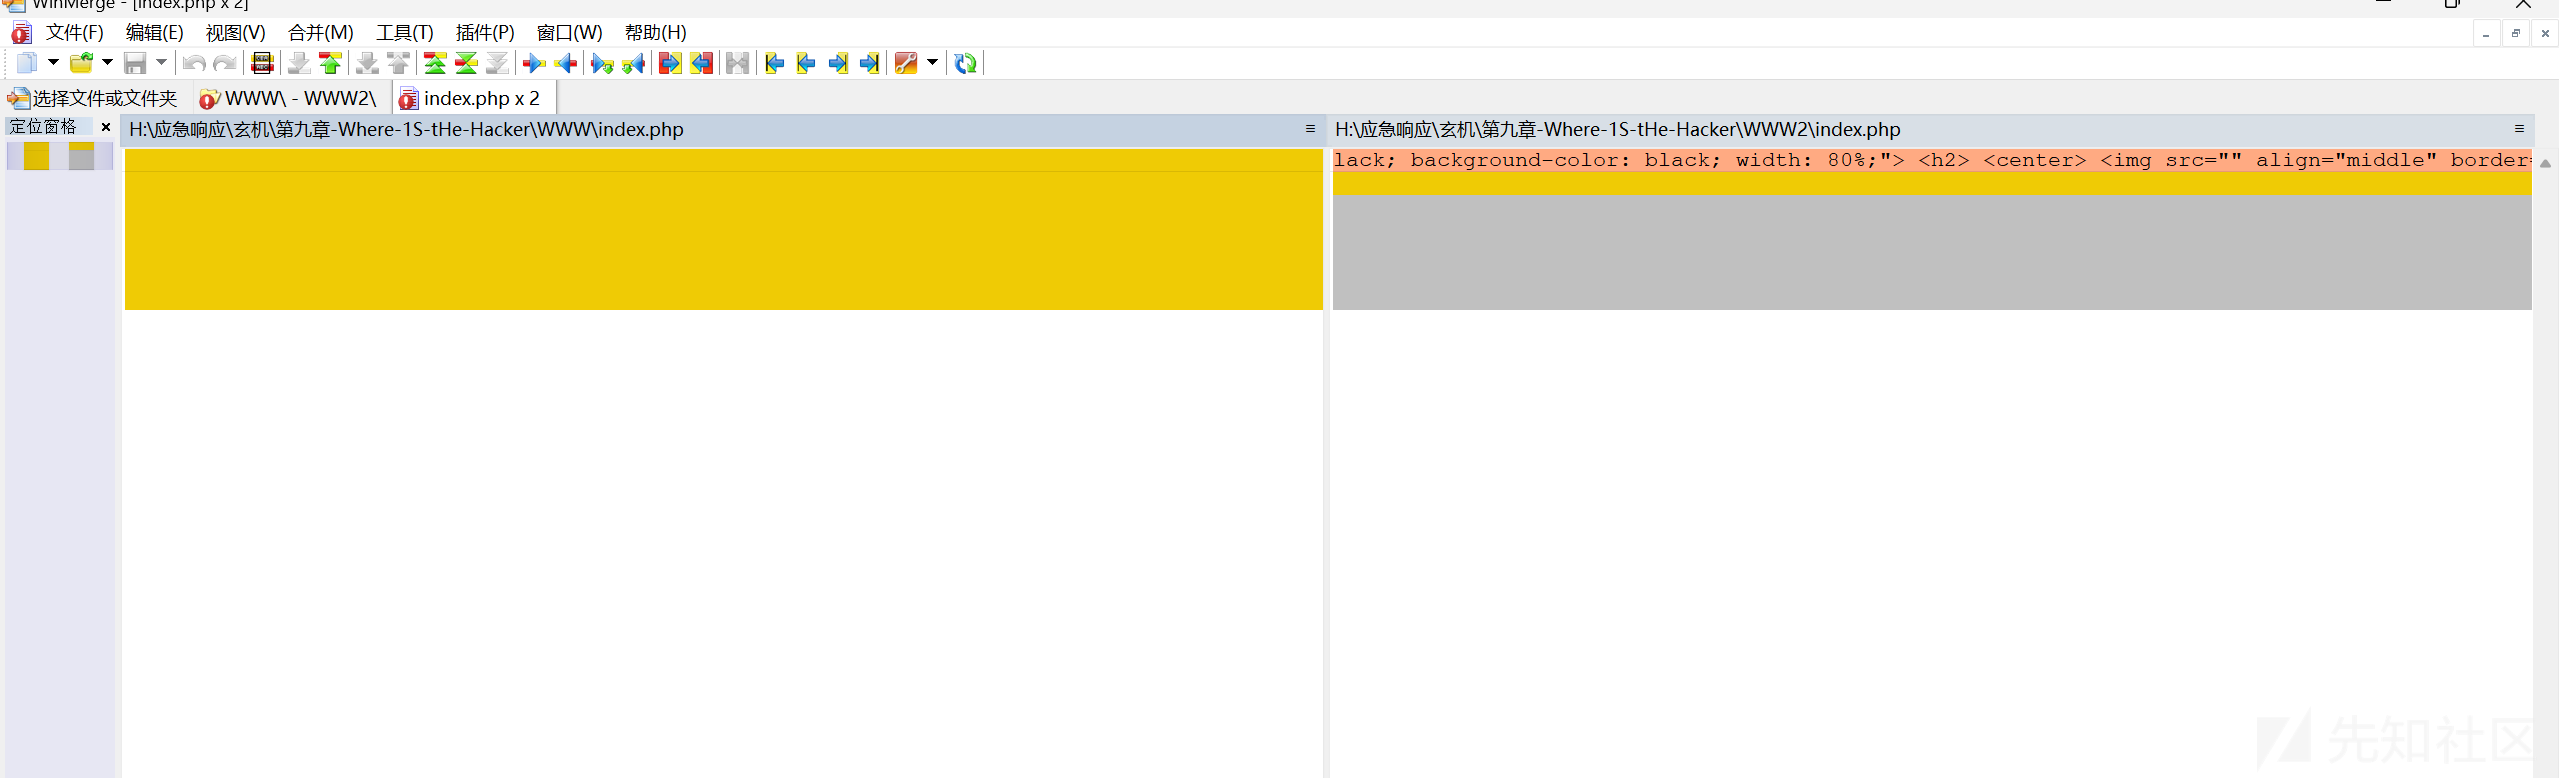 WinMerge - [index.php x 2]
文件(F) 编辑(E) 视图(V) 合并(M) 工具(T) 插件(P) 窗口(W) 帮助(H)
选择文件或文件夹 WWW\ - WWW2\ index.php x 2
定位窗格 H:\应急响应\玄机\第九章-Where-1S-tHe-Hacker\WWW\index.php H:\应急响应\玄机\第九章-Where-1S-tHe-Hacker\WWW2\index.php
lack; background-color: black; width: 80%;"> <h2> <center> <img src="" align="middle" border=
先知社区